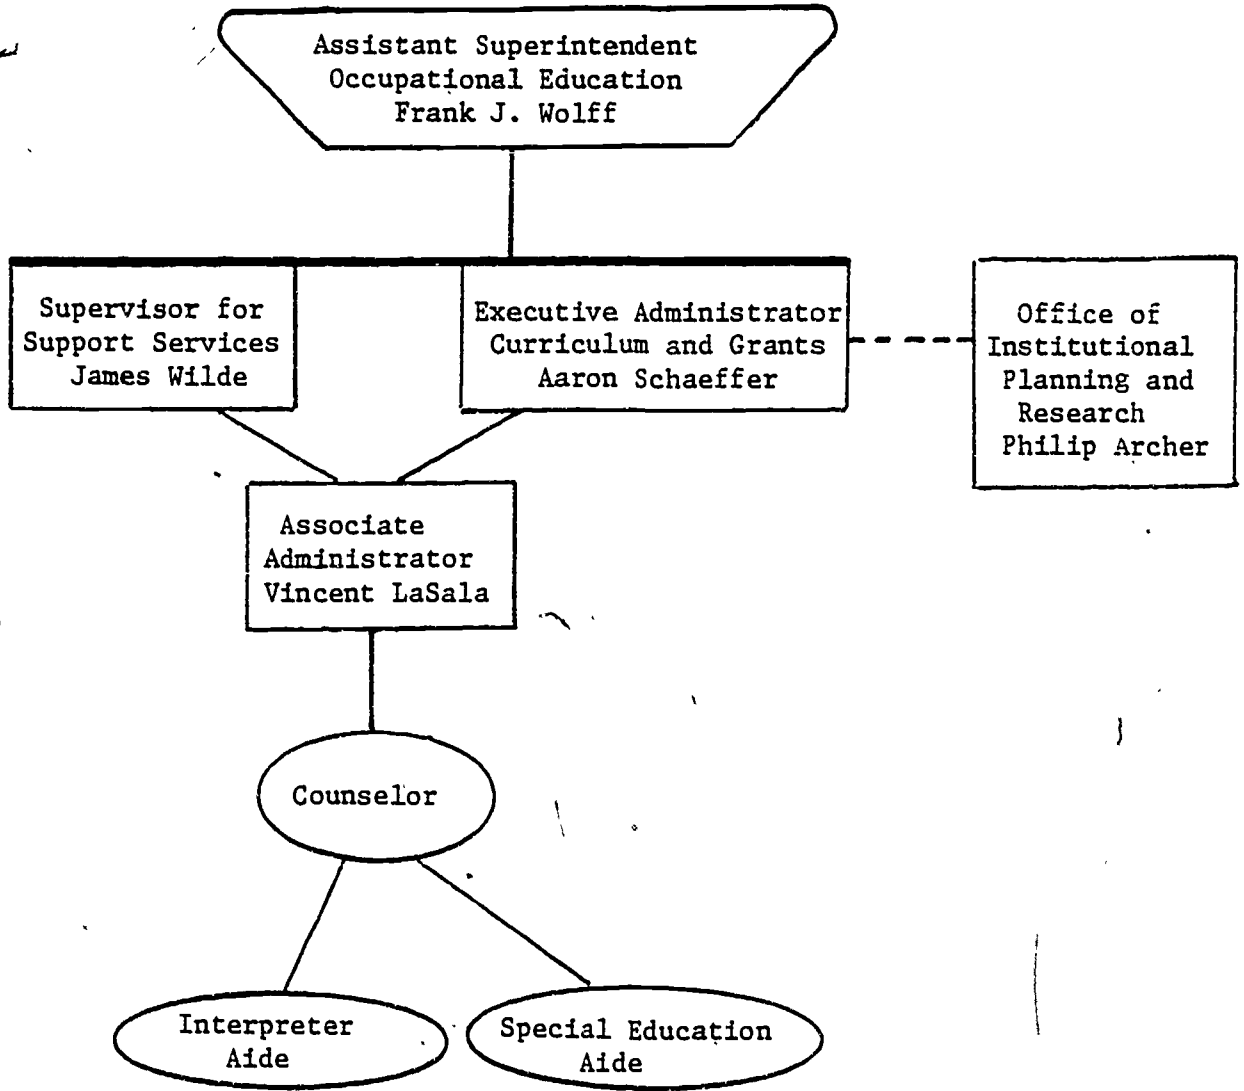 Assistant Superintendent
Occupational Education
Frank J. Wolff
Supervisor for
Support Services
James Wilde
Executive Administrator
Curriculum and Grants
Aaron Schaeffer
Office of
Institutional
Planning and
Research
Philip Archer
Associate
Administrator
Vincent LaSala
Counselor
Interpreter
Aide
Special Education
Aide